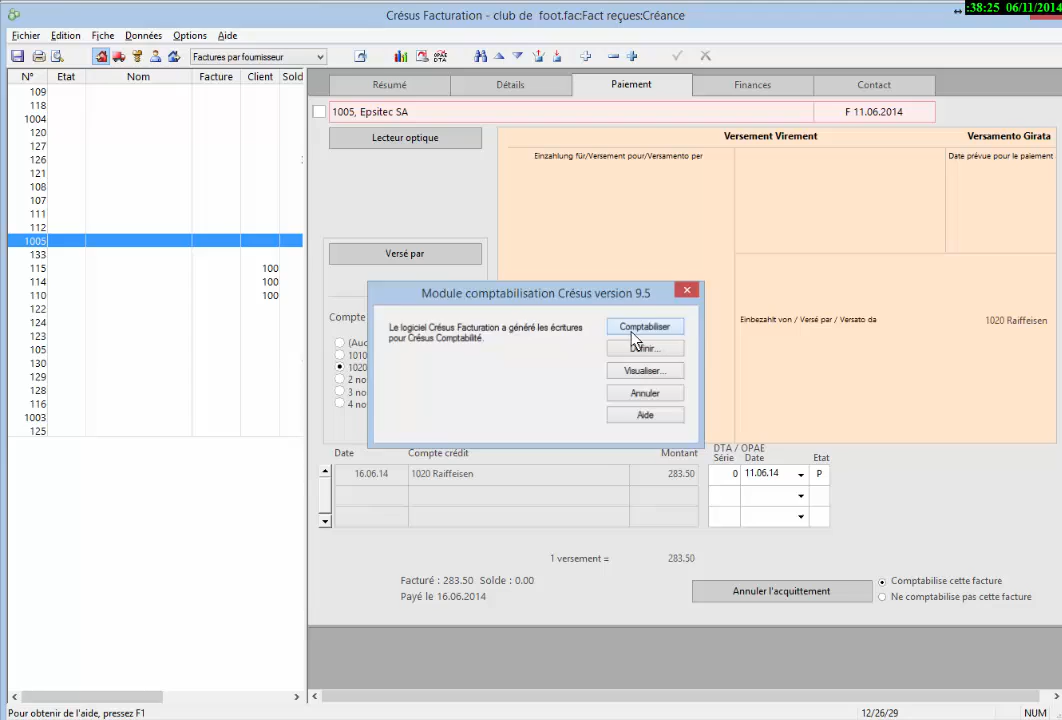 Crésus Facturation - club de foot.fac:Fact reçues:Créance
:38:25 06/11/2014
Fichier Edition Fiche Données Options Aide
Factures par fournisseur
N° Etat Nom Facture Client Sold
109
118
1004
120
127
126
121
108
107
111
112
1005
133
115 100
114 100
110 100
122
124
123
105
130
129
128
116
1003
125
Résumé Détails Paiement Finances Contact
1005, Epsitec SA F 11.06.2014
Lecteur optique
Versement Virement Versamento Girata
Einzahlung für/Versement pour/Versamento per
Date prévue pour le paiement
Versé par
Einbezahlt von / Versé par / Versato da
1020 Raiffeisen
Compte
(Auc
1010
1020
2 no
3 no
4 no
Module comptabilisation Crésus version 9.5
Le logiciel Crésus Facturation a généré les écritures
pour Crésus Comptabilité.
Comptabiliser
Définir...
Visualiser...
Annuler
Aide
Date Compte crédit Montant
DTA / OPAE
Série Date Etat
16.06.14 1020 Raiffeisen 283.50 0 11.06.14 P
1 versement = 283.50
Facturé : 283.50 Solde : 0.00
Payé le 16.06.2014
Annuler l'acquittement
Comptabilise cette facture
Ne comptabilise pas cette facture
Pour obtenir de l'aide, pressez F1
12/26/29
NUM